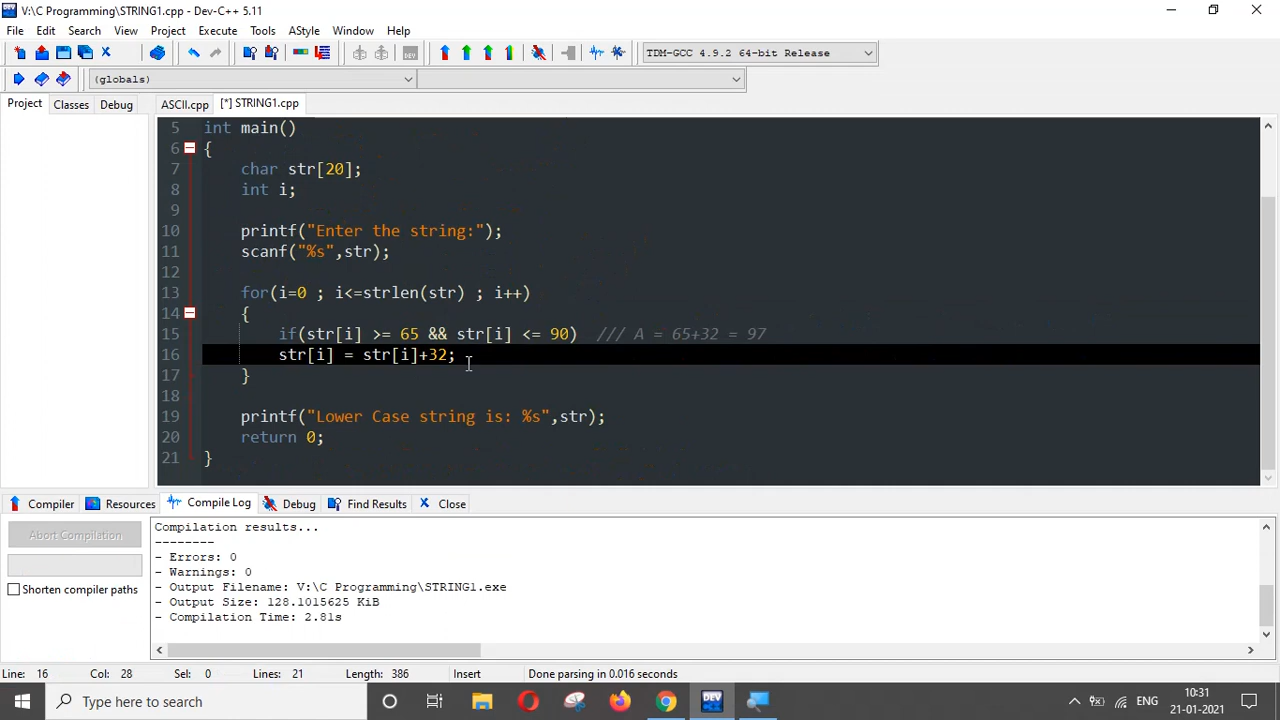 V:\C Programming\STRING1.cpp - Dev-C++ 5.11
File Edit Search View Project Execute Tools AStyle Window Help
TDM-GCC 4.9.2 64-bit Release
(globals)
Project Classes Debug
ASCII.cpp [*] STRING1.cpp
5 int main()
6 {
7 char str[20];
8 int i;
9
10 printf("Enter the string:");
11 scanf("%s",str);
12
13 for(i=0 ; i<=strlen(str) ; i++)
14 {
15 if(str[i] >= 65 && str[i] <= 90) /// A = 65+32 = 97
16 str[i] = str[i]+32;
17 }
18
19 printf("Lower Case string is: %s",str);
20 return 0;
21 }
Compiler Resources Compile Log Debug Find Results Close
Abort Compilation
Shorten compiler paths
Compilation results...
--------
- Errors: 0
- Warnings: 0
- Output Filename: V:\C Programming\STRING1.exe
- Output Size: 128.1015625 KiB
- Compilation Time: 2.81s
Line: 16 Col: 28 Sel: 0 Lines: 21 Length: 386 Insert Done parsing in 0.016 seconds
Type here to search
DEV
ENG
10:31
21-01-2021